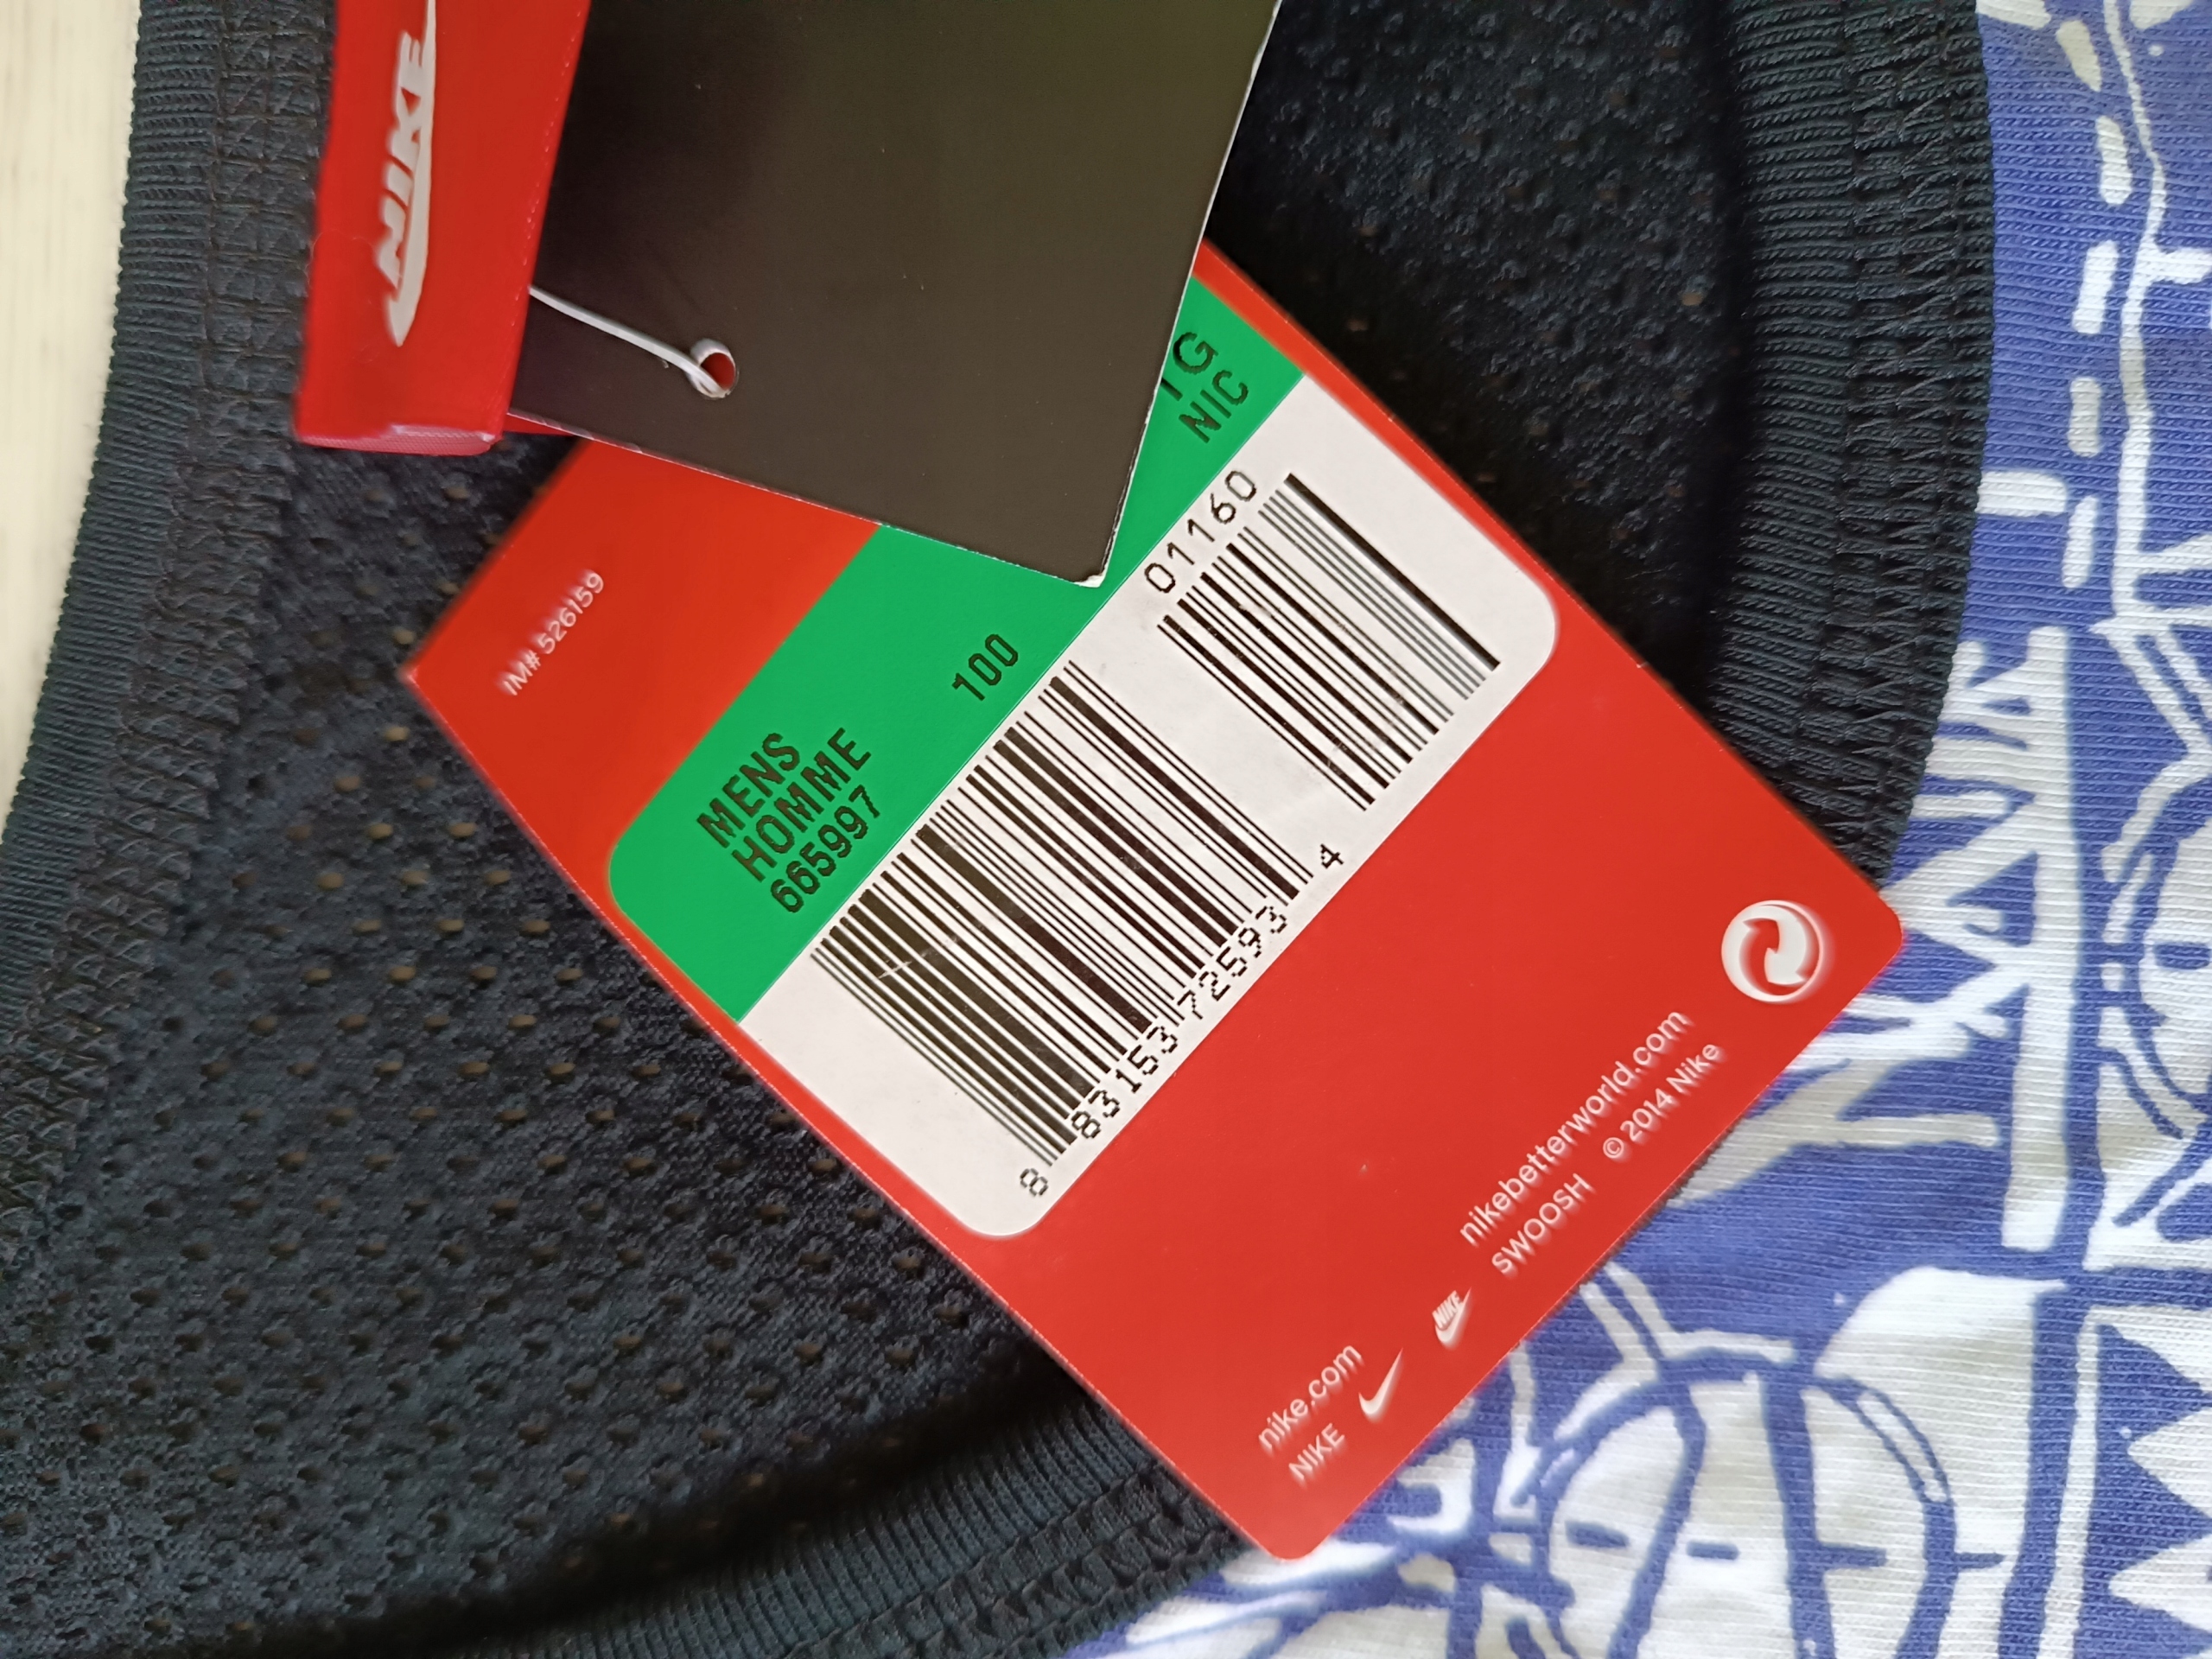 NIKE
IM# 526159
TG
NIC
100
MENS
HOMME
665997
01160
8 83153 72593 4
nikebetterworld.com
SWOOSH © 2014 Nike
nike.com
NIKE
NIKE